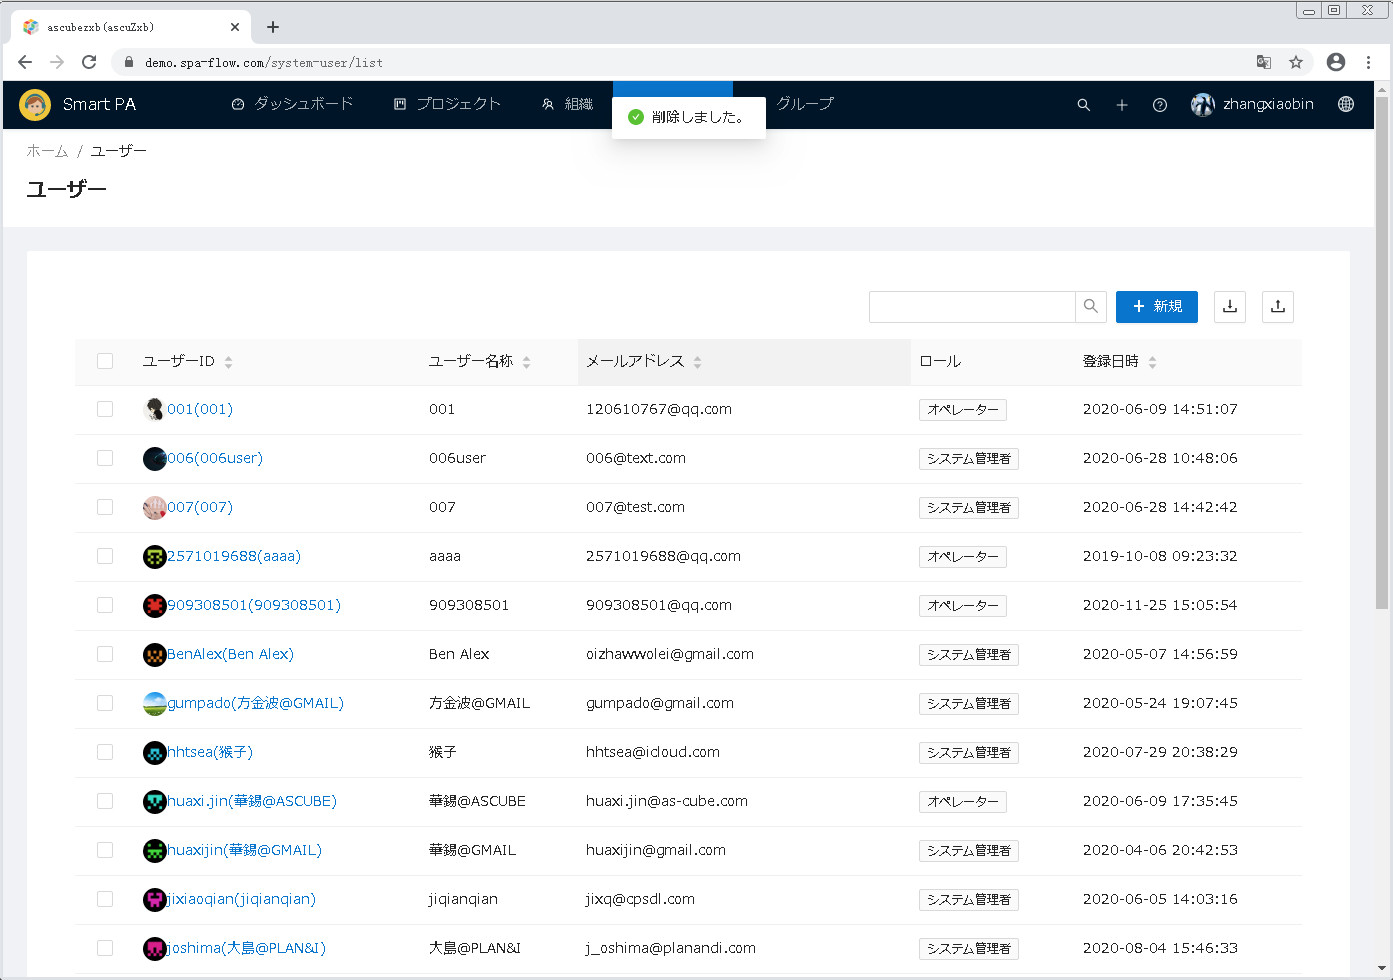 ascubezxb(ascuZxb)
demo.spa-flow.com/system-user/list
Smart PA ダッシュボード プロジェクト 組織 グループ zhangxiaobin
削除しました。
ホーム / ユーザー
ユーザー
新規
ユーザーID ユーザー名称 メールアドレス ロール 登録日時
001(001) 001 120610767@qq.com オペレーター 2020-06-09 14:51:07
006(006user) 006user 006@text.com システム管理者 2020-06-28 10:48:06
007(007) 007 007@test.com システム管理者 2020-06-28 14:42:42
2571019688(aaaa) aaaa 2571019688@qq.com オペレーター 2019-10-08 09:23:32
909308501(909308501) 909308501 909308501@qq.com オペレーター 2020-11-25 15:05:54
BenAlex(Ben Alex) Ben Alex oizhawwolei@gmail.com システム管理者 2020-05-07 14:56:59
gumpado(方金波@GMAIL) 方金波@GMAIL gumpado@gmail.com システム管理者 2020-05-24 19:07:45
hhtsea(猴子) 猴子 hhtsea@icloud.com システム管理者 2020-07-29 20:38:29
huaxi.jin(華錫@ASCUBE) 華錫@ASCUBE huaxi.jin@as-cube.com オペレーター 2020-06-09 17:35:45
huaxijin(華錫@GMAIL) 華錫@GMAIL huaxijin@gmail.com システム管理者 2020-04-06 20:42:53
jixiaoqian(jiqianqian) jiqianqian jixq@cpsdl.com システム管理者 2020-06-05 14:03:16
joshima(大島@PLAN&I) 大島@PLAN&I j_oshima@planandi.com システム管理者 2020-08-04 15:46:33